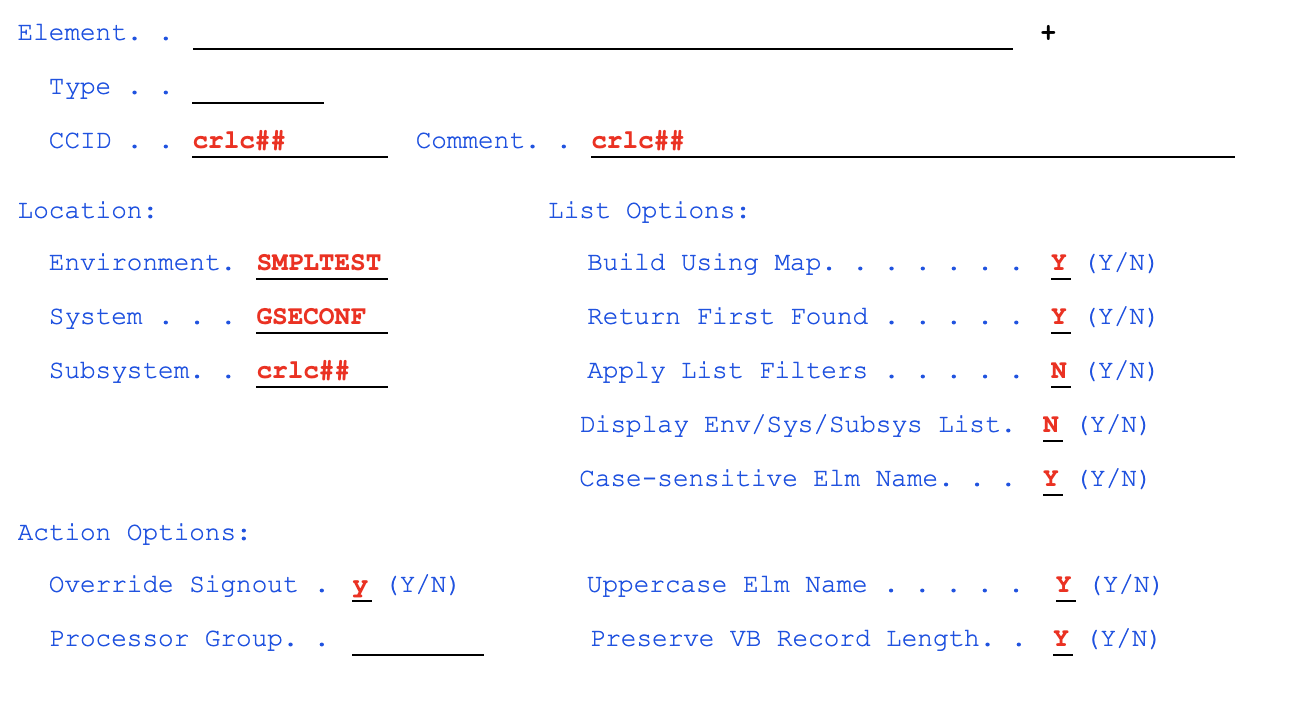 Element. . +
Type . .
CCID . . crlc## Comment. . crlc##
Location: List Options:
Environment. SMPLTEST Build Using Map. . . . . . . Y (Y/N)
System . . . GSECONF Return First Found . . . . . Y (Y/N)
Subsystem. . crlc## Apply List Filters . . . . . N (Y/N)
Display Env/Sys/Subsys List. N (Y/N)
Case-sensitive Elm Name. . . Y (Y/N)
Action Options:
Override Signout . y (Y/N) Uppercase Elm Name . . . . . Y (Y/N)
Processor Group. . Preserve VB Record Length. . Y (Y/N)